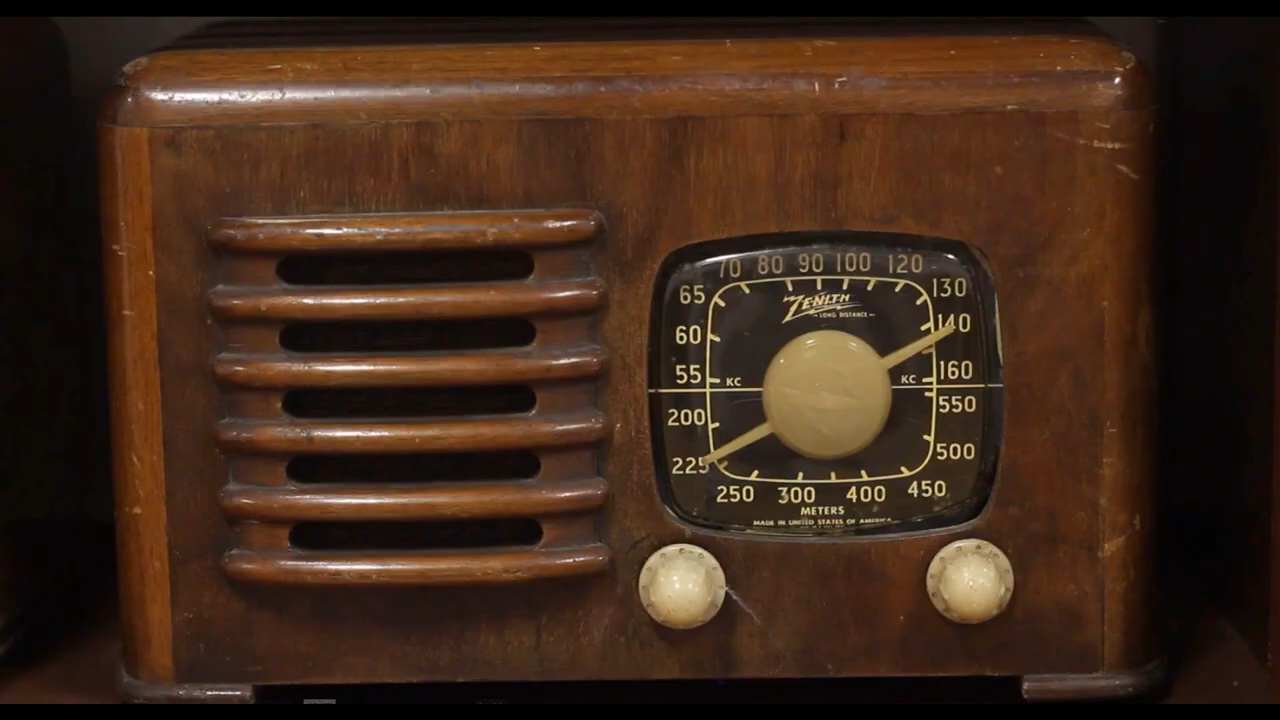 70 80 90 100 120
65 130
ZENITH
LONG DISTANCE
60 140
55 KC KC 160
200 550
225 500
250 300 400 450
METERS
MADE IN UNITED STATES OF AMERICA